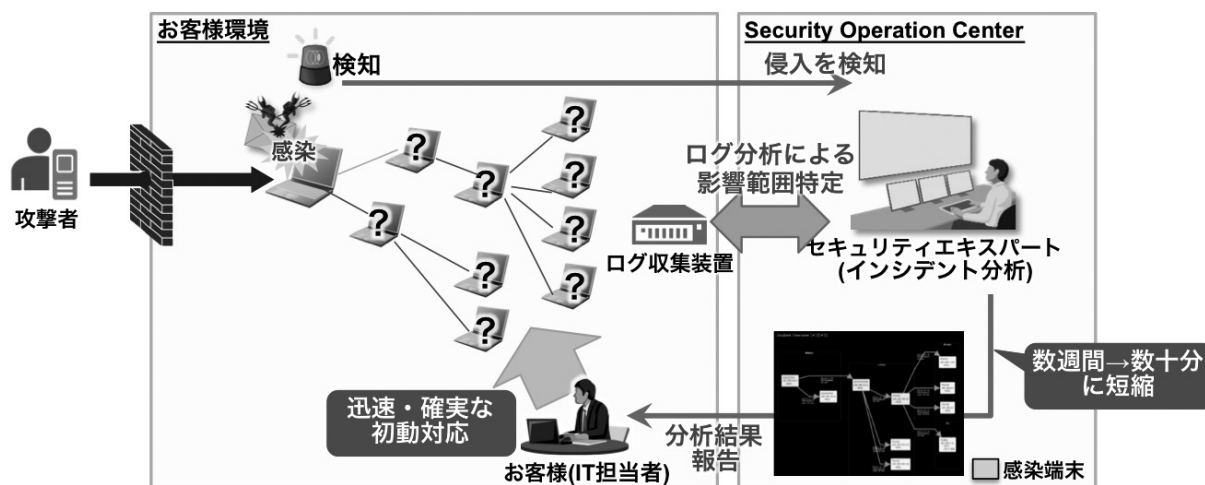 お客様環境
Security Operation Center
検知
侵入を検知
感染
?
?
?
?
?
?
?
?
?
?
攻撃者
ログ分析による
影響範囲特定
ログ収集装置
セキュリティエキスパート
(インシデント分析)
数週間→数十分
に短縮
迅速・確実な
初動対応
分析結果
報告
お客様(IT担当者)
感染端末